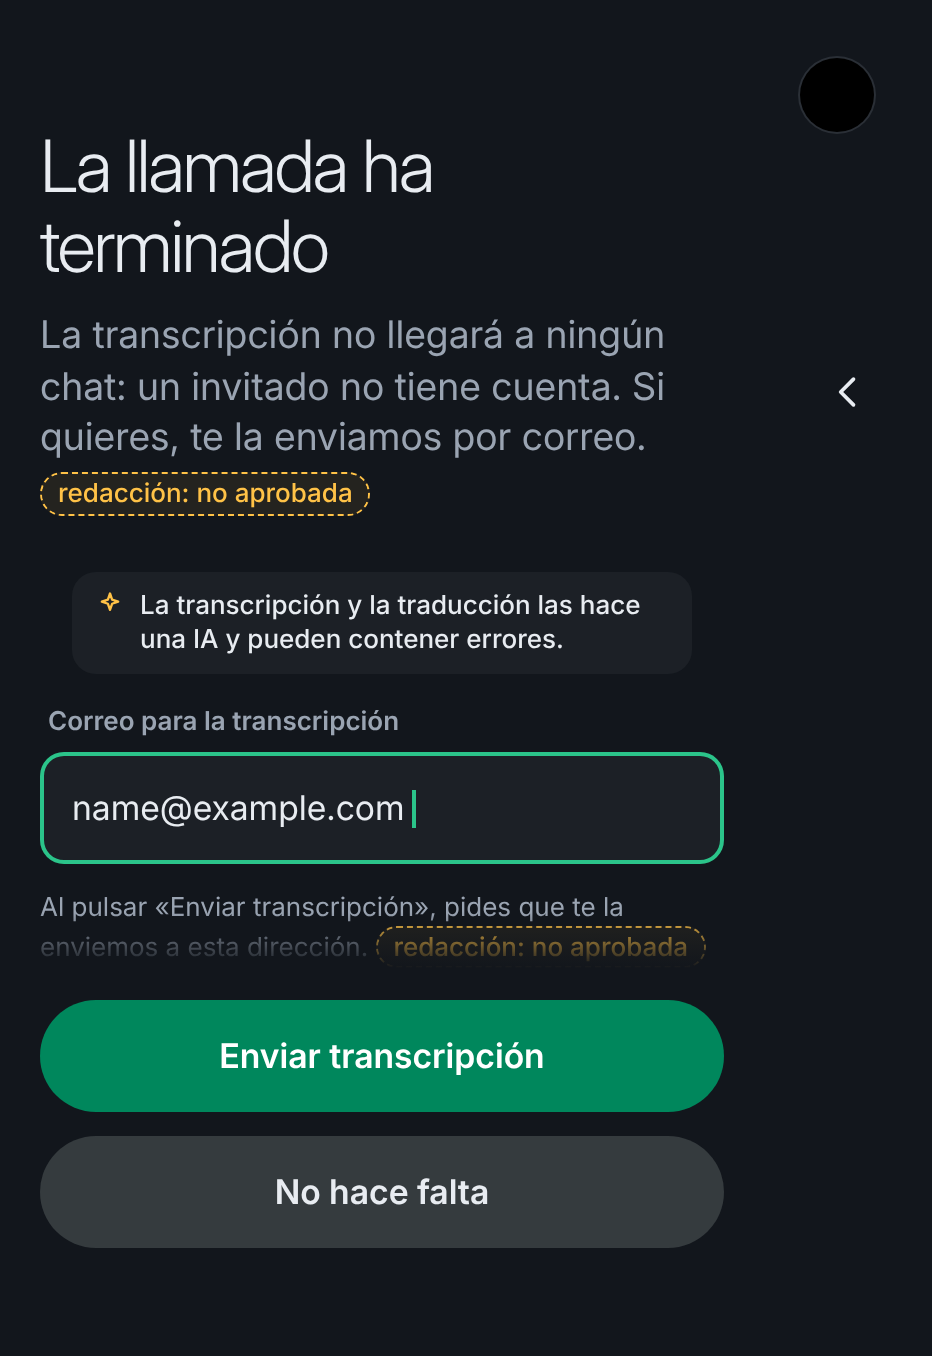 La llamada ha
terminado
La transcripción no llegará a ningún
chat: un invitado no tiene cuenta. Si
quieres, te la enviamos por correo.
redacción: no aprobada
La transcripción y la traducción las hace
una IA y pueden contener errores.
Correo para la transcripción
name@example.com
Al pulsar «Enviar transcripción», pides que te la
enviemos a esta dirección. redacción: no aprobada
Enviar transcripción
No hace falta